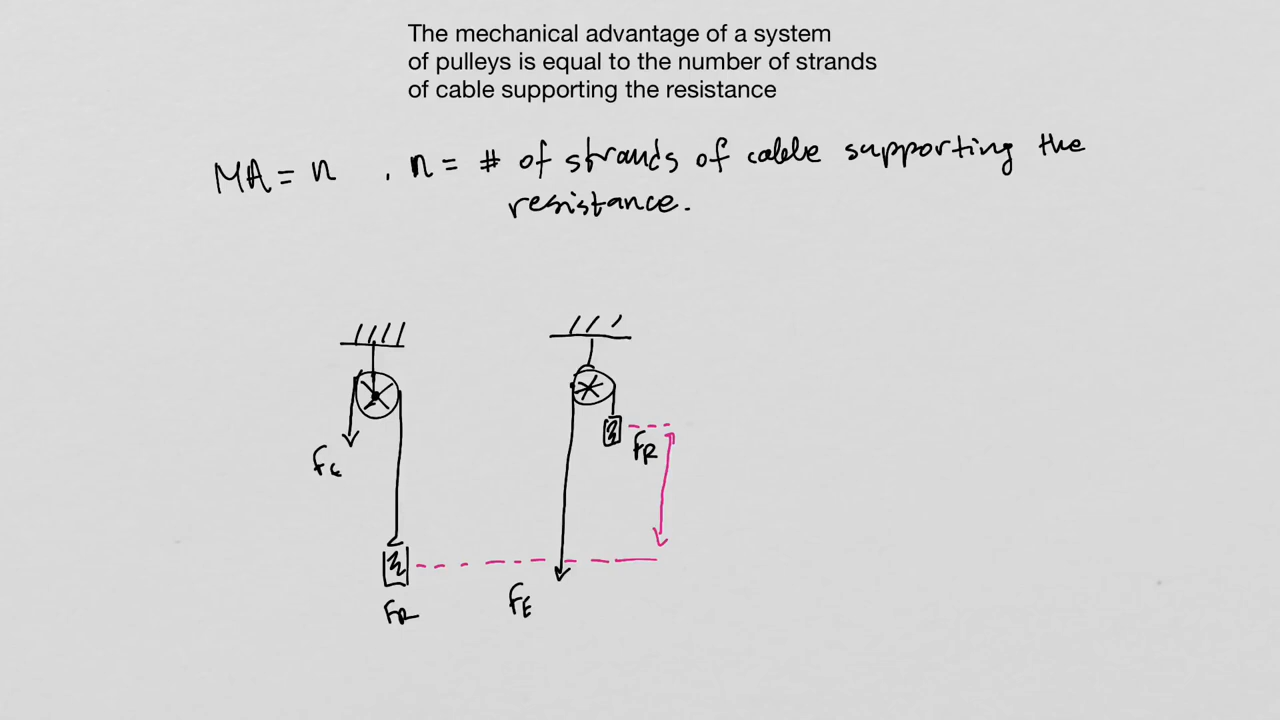 The mechanical advantage of a system
of pulleys is equal to the number of strands
of cable supporting the resistance
MA = n , n = # of strands of cable supporting the
resistance.
FR
FE
FR
FE